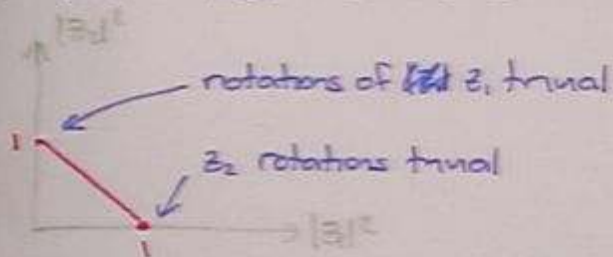 |z₂|²
rotations of z₁ trivial
1
z₂ rotations trivial
|z₁|²
1